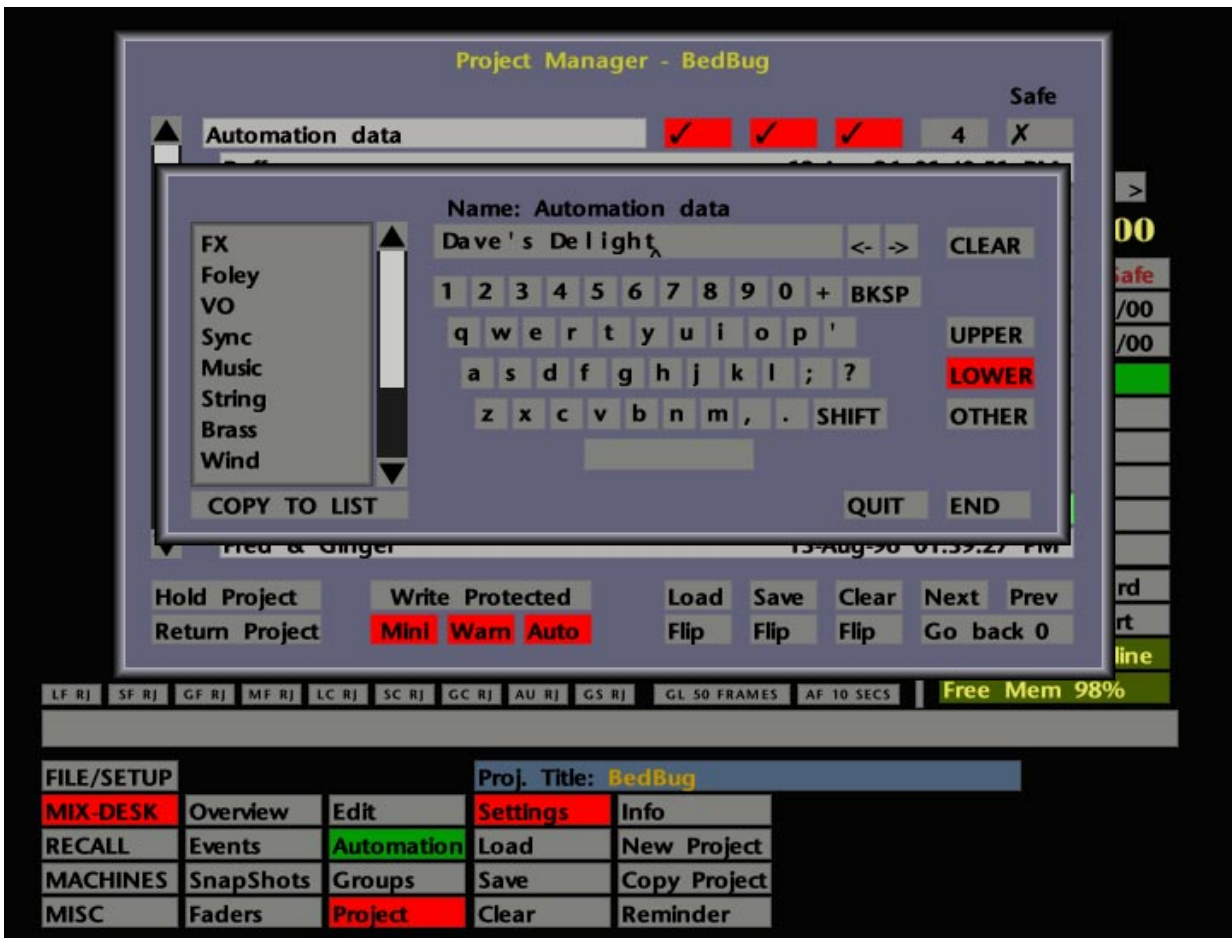 Project Manager - BedBug
Safe
Automation data ✓ ✓ ✓ 4 ✗
>
Name: Automation data
FX
Foley
VO
Sync
Music
String
Brass
Wind
COPY TO LIST
Dave's Delight
<- -> CLEAR
1 2 3 4 5 6 7 8 9 0 + BKSP
q w e r t y u i o p '
UPPER
a s d f g h j k l ; ?
LOWER
z x c v b n m , . SHIFT
OTHER
QUIT END
00
/00
/00
Fred & Ginger 13-Aug-96 01:39:27 PM
Hold Project Write Protected Load Save Clear Next Prev
Return Project Mini Warn Auto Flip Flip Flip Go back 0
rd
rt
line
LF RJ SF RJ GF RJ MF RJ LC RJ SC RJ GC RJ AU RJ GS RJ GL 50 FRAMES AF 10 SECS Free Mem 98%
FILE/SETUP Proj. Title: BedBug
MIX-DESK Overview Edit Settings Info
RECALL Events Automation Load New Project
MACHINES SnapShots Groups Save Copy Project
MISC Faders Project Clear Reminder